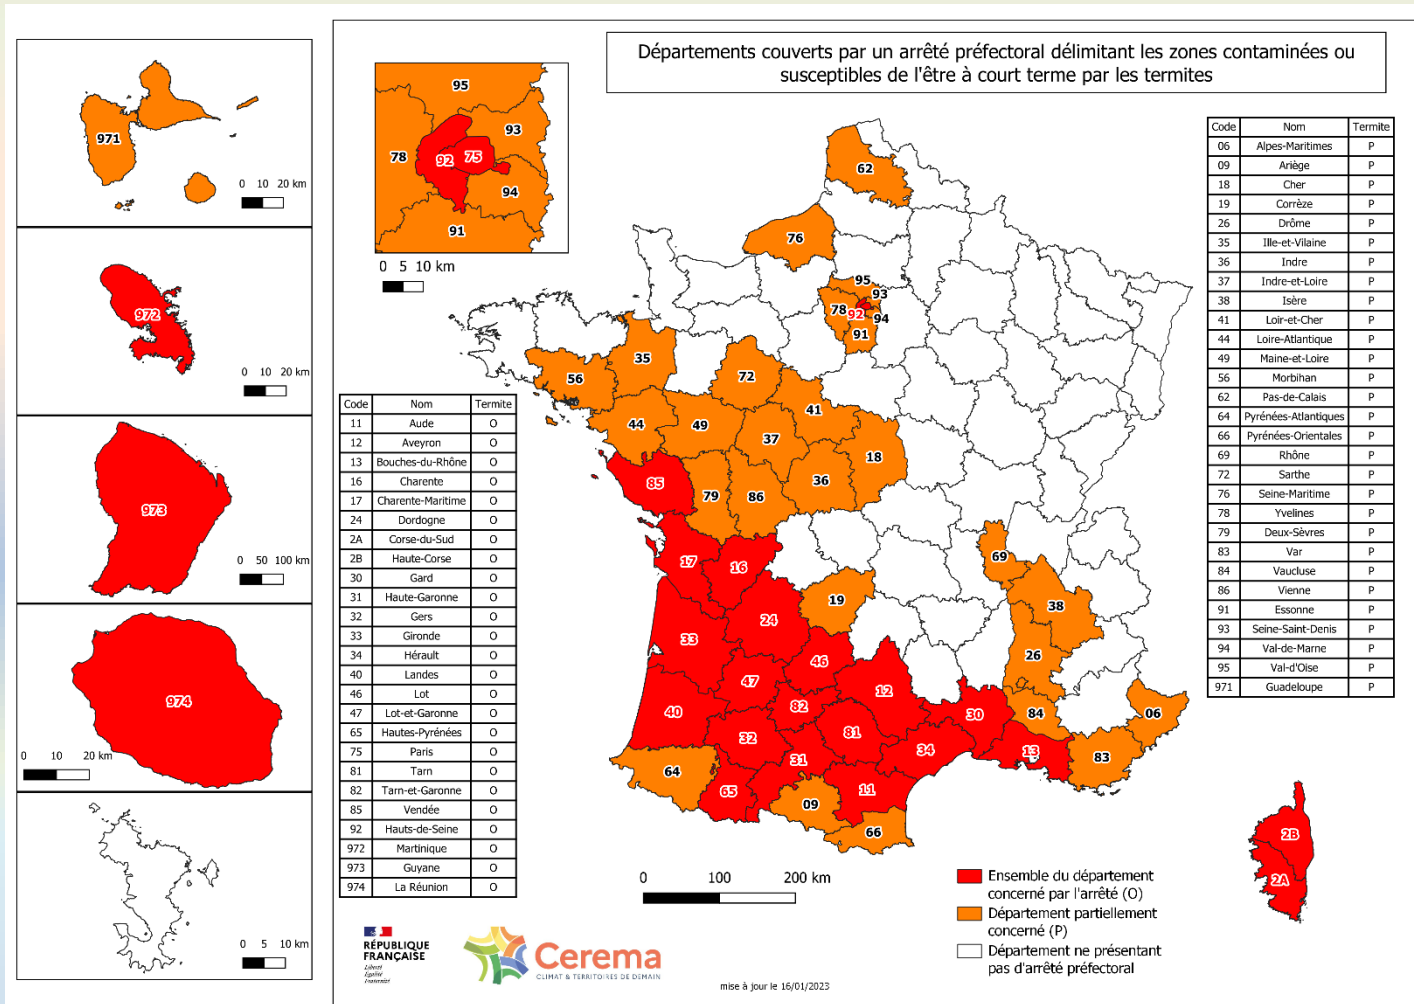 Départements couverts par un arrêté préfectoral délimitant les zones contaminées ou
susceptibles de l'être à court terme par les termites
971
0 10 20 km
972
0 10 20 km
973
0 50 100 km
974
0 10 20 km
0 5 10 km
95
93
78
92
75
94
91
0 5 10 km
Code Nom Termite
11 Aude O
12 Aveyron O
13 Bouches-du-Rhône O
16 Charente O
17 Charente-Maritime O
24 Dordogne O
2A Corse-du-Sud O
2B Haute-Corse O
30 Gard O
31 Haute-Garonne O
32 Gers O
33 Gironde O
34 Hérault O
40 Landes O
46 Lot O
47 Lot-et-Garonne O
65 Hautes-Pyrénées O
75 Paris O
81 Tarn O
82 Tarn-et-Garonne O
85 Vendée O
92 Hauts-de-Seine O
972 Martinique O
973 Guyane O
974 La Réunion O
62
76
95
93
78
92
94
91
35
72
56
41
44
49
37
18
85
79
86
36
17
16
69
19
38
24
33
26
46
47
12
40
82
30
84
06
32
81
34
13
83
31
64
65
09
11
66
2B
2A
Code Nom Termite
06 Alpes-Maritimes P
09 Ariège P
18 Cher P
19 Corrèze P
26 Drôme P
35 Ille-et-Vilaine P
36 Indre P
37 Indre-et-Loire P
38 Isère P
41 Loir-et-Cher P
44 Loire-Atlantique P
49 Maine-et-Loire P
56 Morbihan P
62 Pas-de-Calais P
64 Pyrénées-Atlantiques P
66 Pyrénées-Orientales P
69 Rhône P
72 Sarthe P
76 Seine-Maritime P
78 Yvelines P
79 Deux-Sèvres P
83 Var P
84 Vaucluse P
86 Vienne P
91 Essonne P
93 Seine-Saint-Denis P
94 Val-de-Marne P
95 Val-d'Oise P
971 Guadeloupe P
0 100 200 km
Ensemble du département
concerné par l'arrêté (O)
Département partiellement
concerné (P)
Département ne présentant
pas d'arrêté préfectoral
RÉPUBLIQUE
FRANÇAISE
Liberté
Égalité
Fraternité
Cerema
CLIMAT & TERRITOIRES DE DEMAIN
mise à jour le 16/01/2023